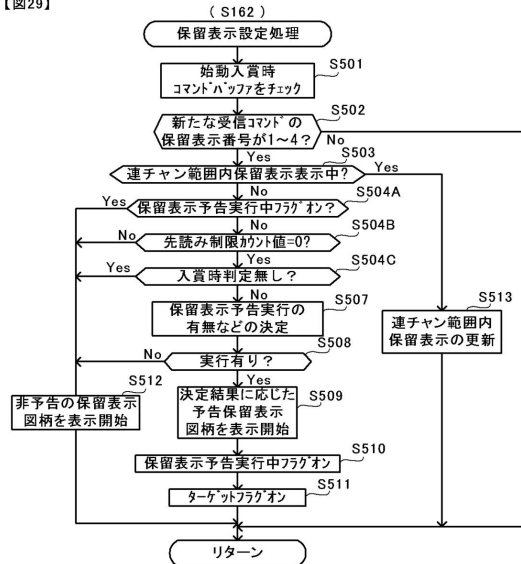 【図29】
(S162)
保留表示設定処理
S501
始動入賞時
コマンドバッファをチェック
S502
新たな受信コマンドの
保留表示番号が1～4?
No
Yes
S503
連チャン範囲内保留表示表示中?
Yes
No
S504A
Yes
保留表示予告実行中フラグオン?
No
S504B
No
先読み制限カウント値=0?
Yes
S504C
Yes
入賞時判定無し?
No
S507
保留表示予告実行の
有無などの決定
S513
連チャン範囲内
保留表示の更新
S508
No
実行有り?
Yes
S512
非予告の保留表示
図柄を表示開始
S509
決定結果に応じた
予告保留表示
図柄を表示開始
S510
保留表示予告実行中フラグオン
S511
ターゲットフラグオン
リターン